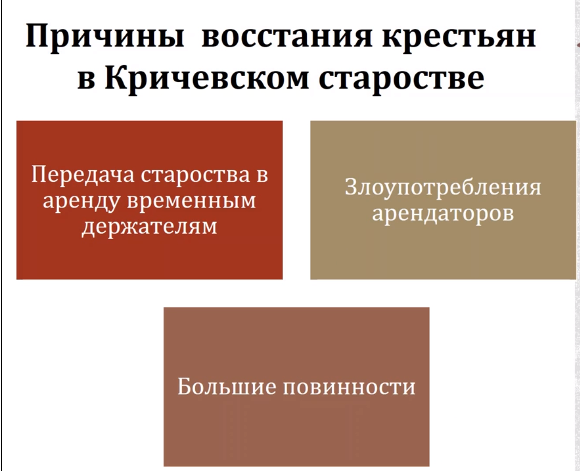 Причины восстания крестьян
в Кричевском старостве
Передача староства в
аренду временным
держателям
Злоупотребления
арендаторов
Большие повинности